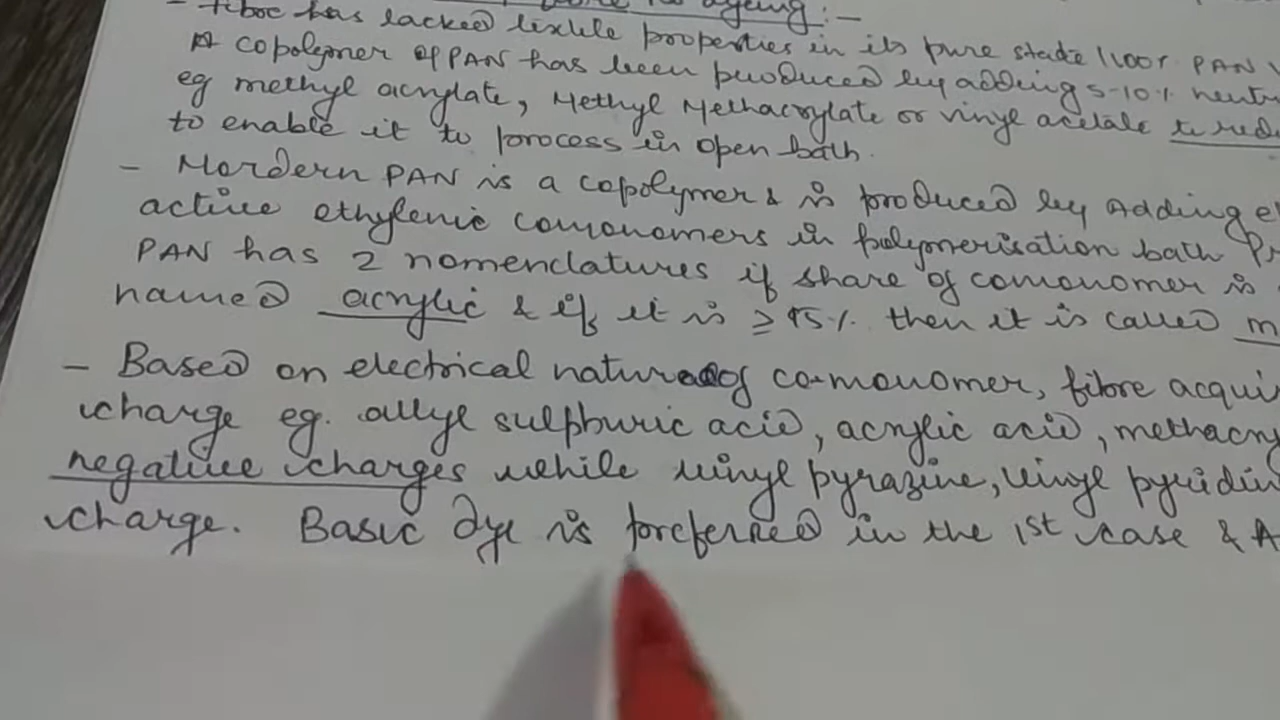 ageing :-
- fibre has lacked textile properties in its pure state 100% PAN
A copolymer of PAN has been produced by adding 5-10%
eg methyl acrylate, Methyl Methacrylate or vinyl acetate to
to enable it to process in open bath.
- Mordern PAN is a copolymer & is produced by Adding
active ethylenic comonomers in polymerisation bath
PAN has 2 nomenclatures if share of comonomer is
named acrylic & if it is ≥ 15% then it is called
- Based on electrical nature of co-monomer, fibre
charge eg. allyl sulphuric acid, acrylic acid,
negative charges while vinyl pyrazine, vinyl
charge. Basic Dye is preferred in the 1st case & A